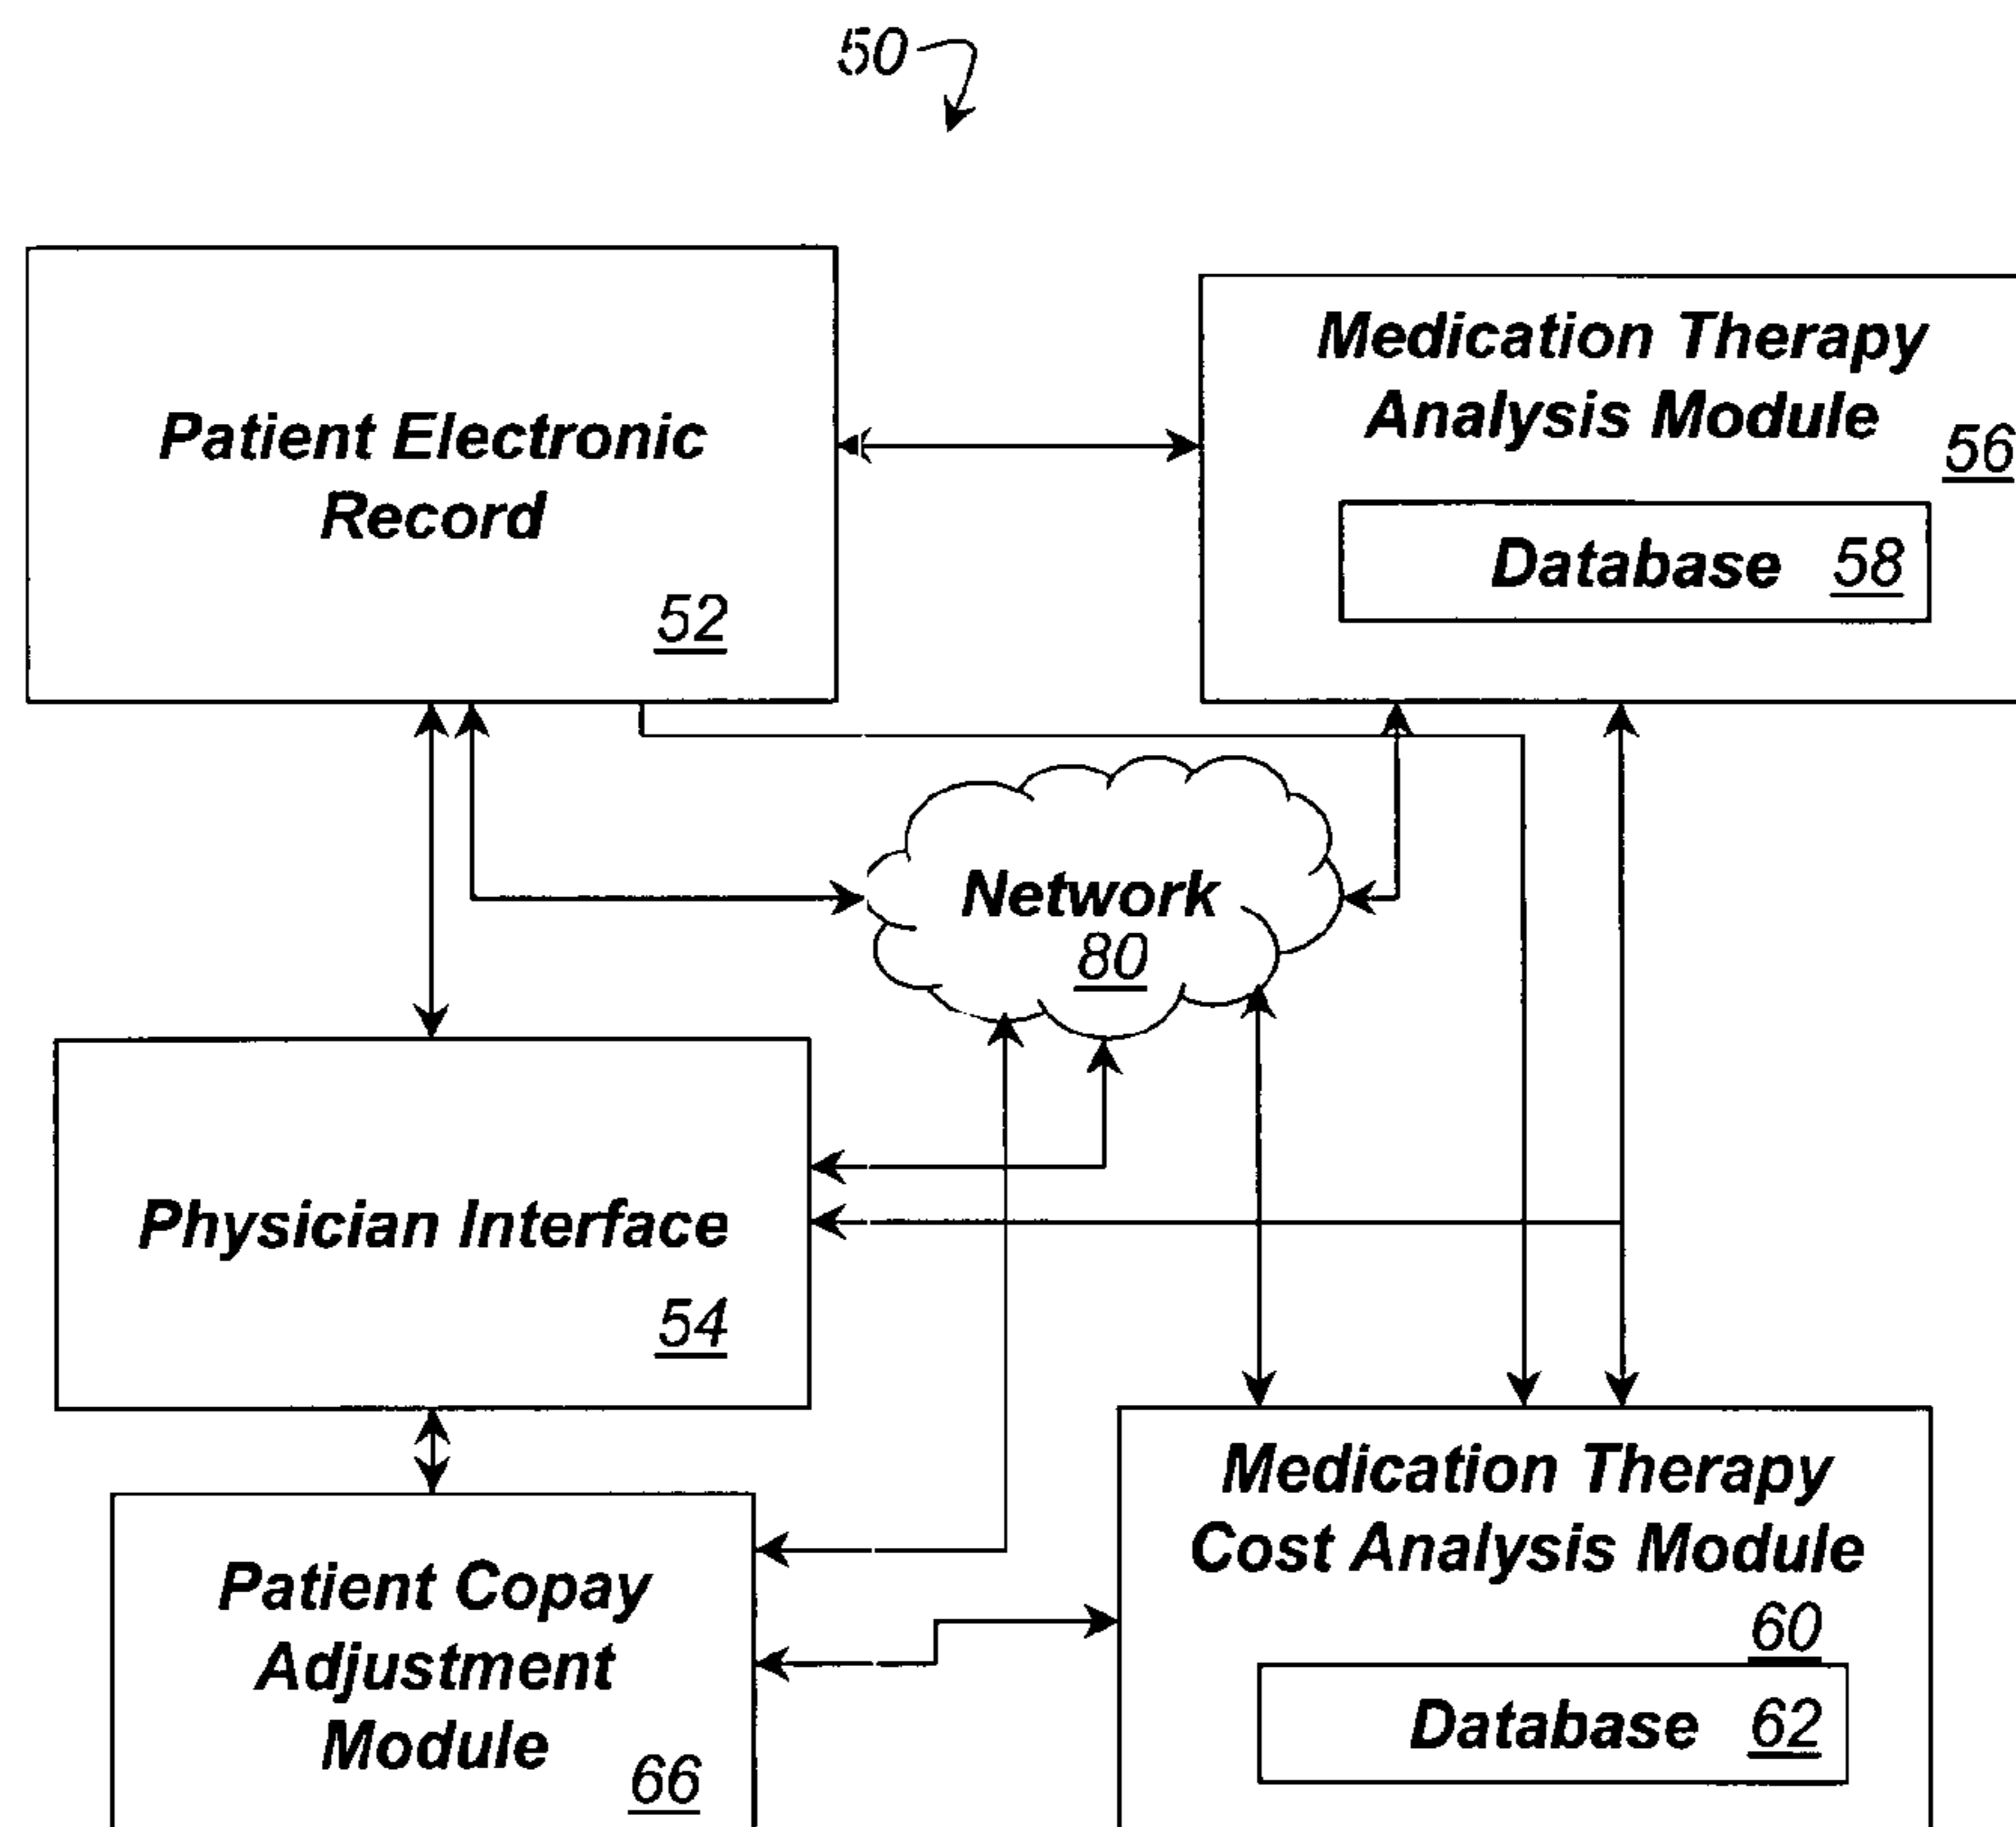 50
Patient Electronic
Record
52
Medication Therapy
Analysis Module
56
Database 58
Network
80
Physician Interface
54
Patient Copay
Adjustment
Module
66
Medication Therapy
Cost Analysis Module
60
Database 62